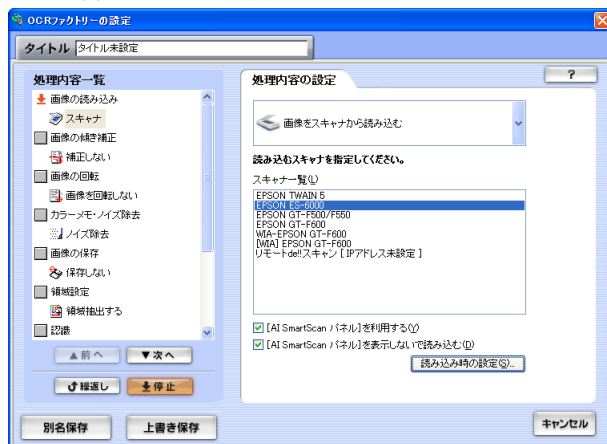 OCRファクトリーの設定
タイトル タイトル未設定
処理内容一覧
画像の読み込み
スキャナ
画像の傾き補正
補正しない
画像の回転
画像を回転しない
カラーメモ・ノイズ除去
ノイズ除去
画像の保存
保存しない
領域設定
領域抽出する
認識
▲前へ ▼次へ
繰返し 停止
?
処理内容の設定
画像をスキャナから読み込む
読み込むスキャナを指定してください。
スキャナ一覧(L)
EPSON TWAIN 5
EPSON ES-6000
EPSON GT-F500/F550
EPSON GT-F600
WIA-EPSON GT-F600
[WIA] EPSON GT-F600
リモートde!!スキャン [ IPアドレス未設定 ]
[AI SmartScan パネル]を利用する(Y)
[AI SmartScan パネル]を表示しないで読み込む(D)
読み込み時の設定(S)...
別名保存 上書き保存 キャンセル